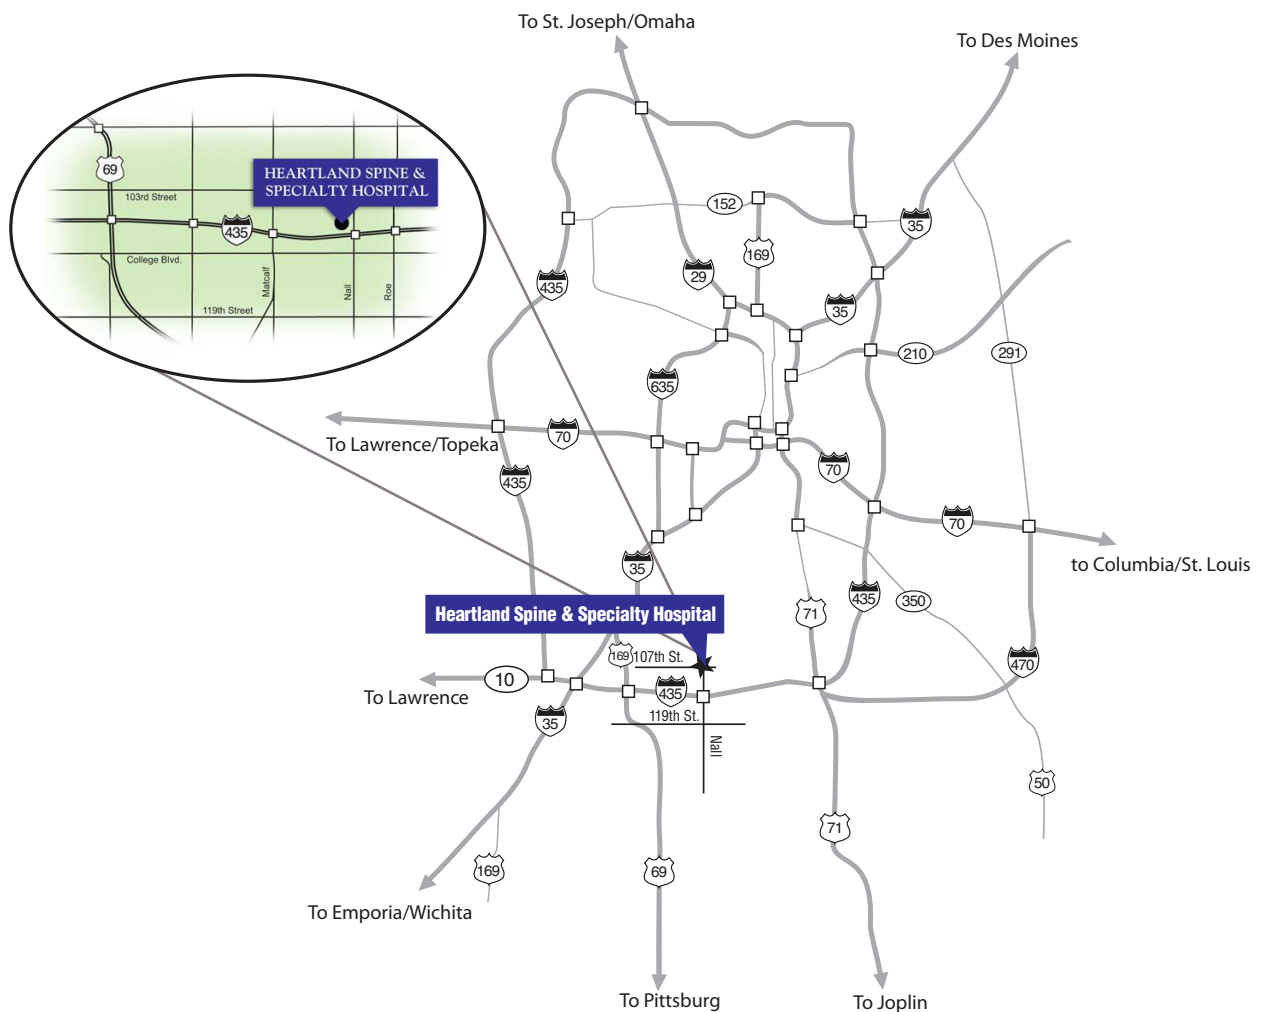 To St. Joseph/Omaha
To Des Moines
69
HEARTLAND SPINE &
SPECIALTY HOSPITAL
103rd Street
435
College Blvd.
Matcalf
Nall
Roe
119th Street
152
35
169
29
435
35
210
291
635
To Lawrence/Topeka
70
70
435
70
to Columbia/St. Louis
35
435
350
71
Heartland Spine & Specialty Hospital
169
107th St.
470
10
To Lawrence
435
35
119th St.
Nall
50
71
169
69
To Emporia/Wichita
To Pittsburg
To Joplin